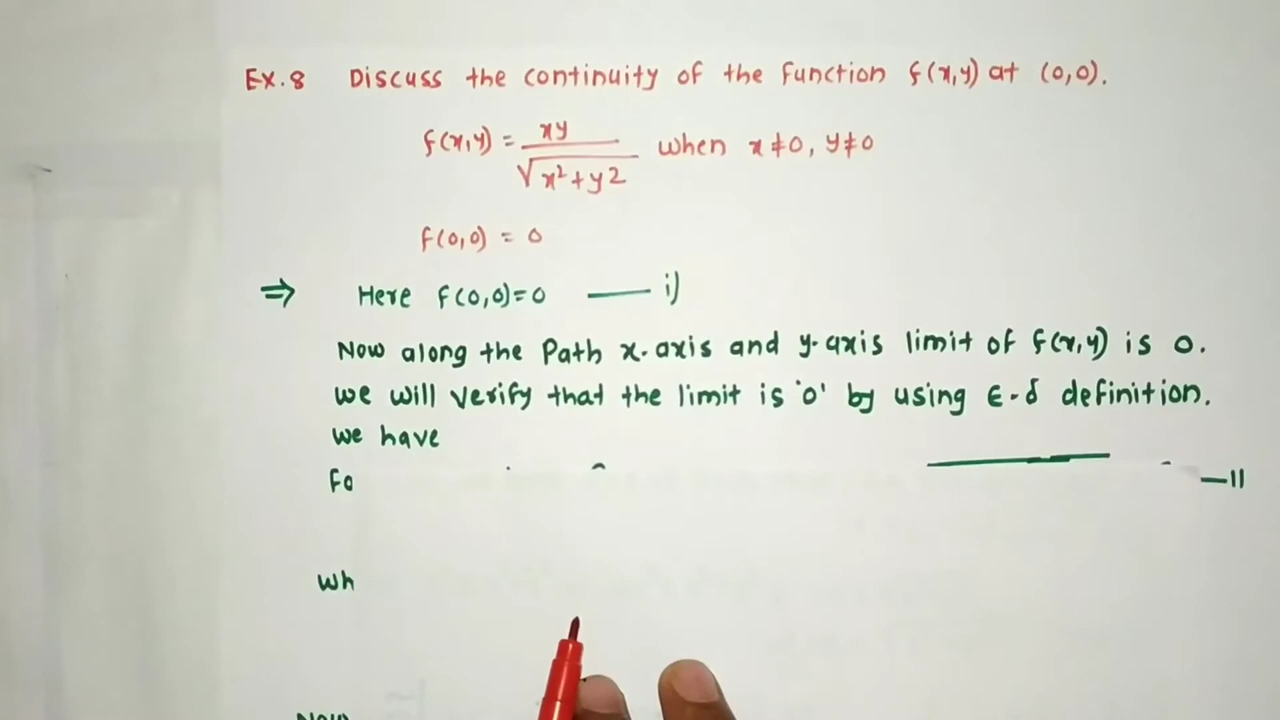 Ex.8 Discuss the continuity of the function f(x,y) at (0,0).
f(x,y) = xy / √x²+y2 when x≠0, y≠0
f(0,0) = 0
⇒ Here f(0,0)=0 —— i)
Now along the Path x-axis and y-axis limit of f(x,y) is 0.
we will verify that the limit is '0' by using ϵ-δ definition.
we have
Fo —II
Wh
Now